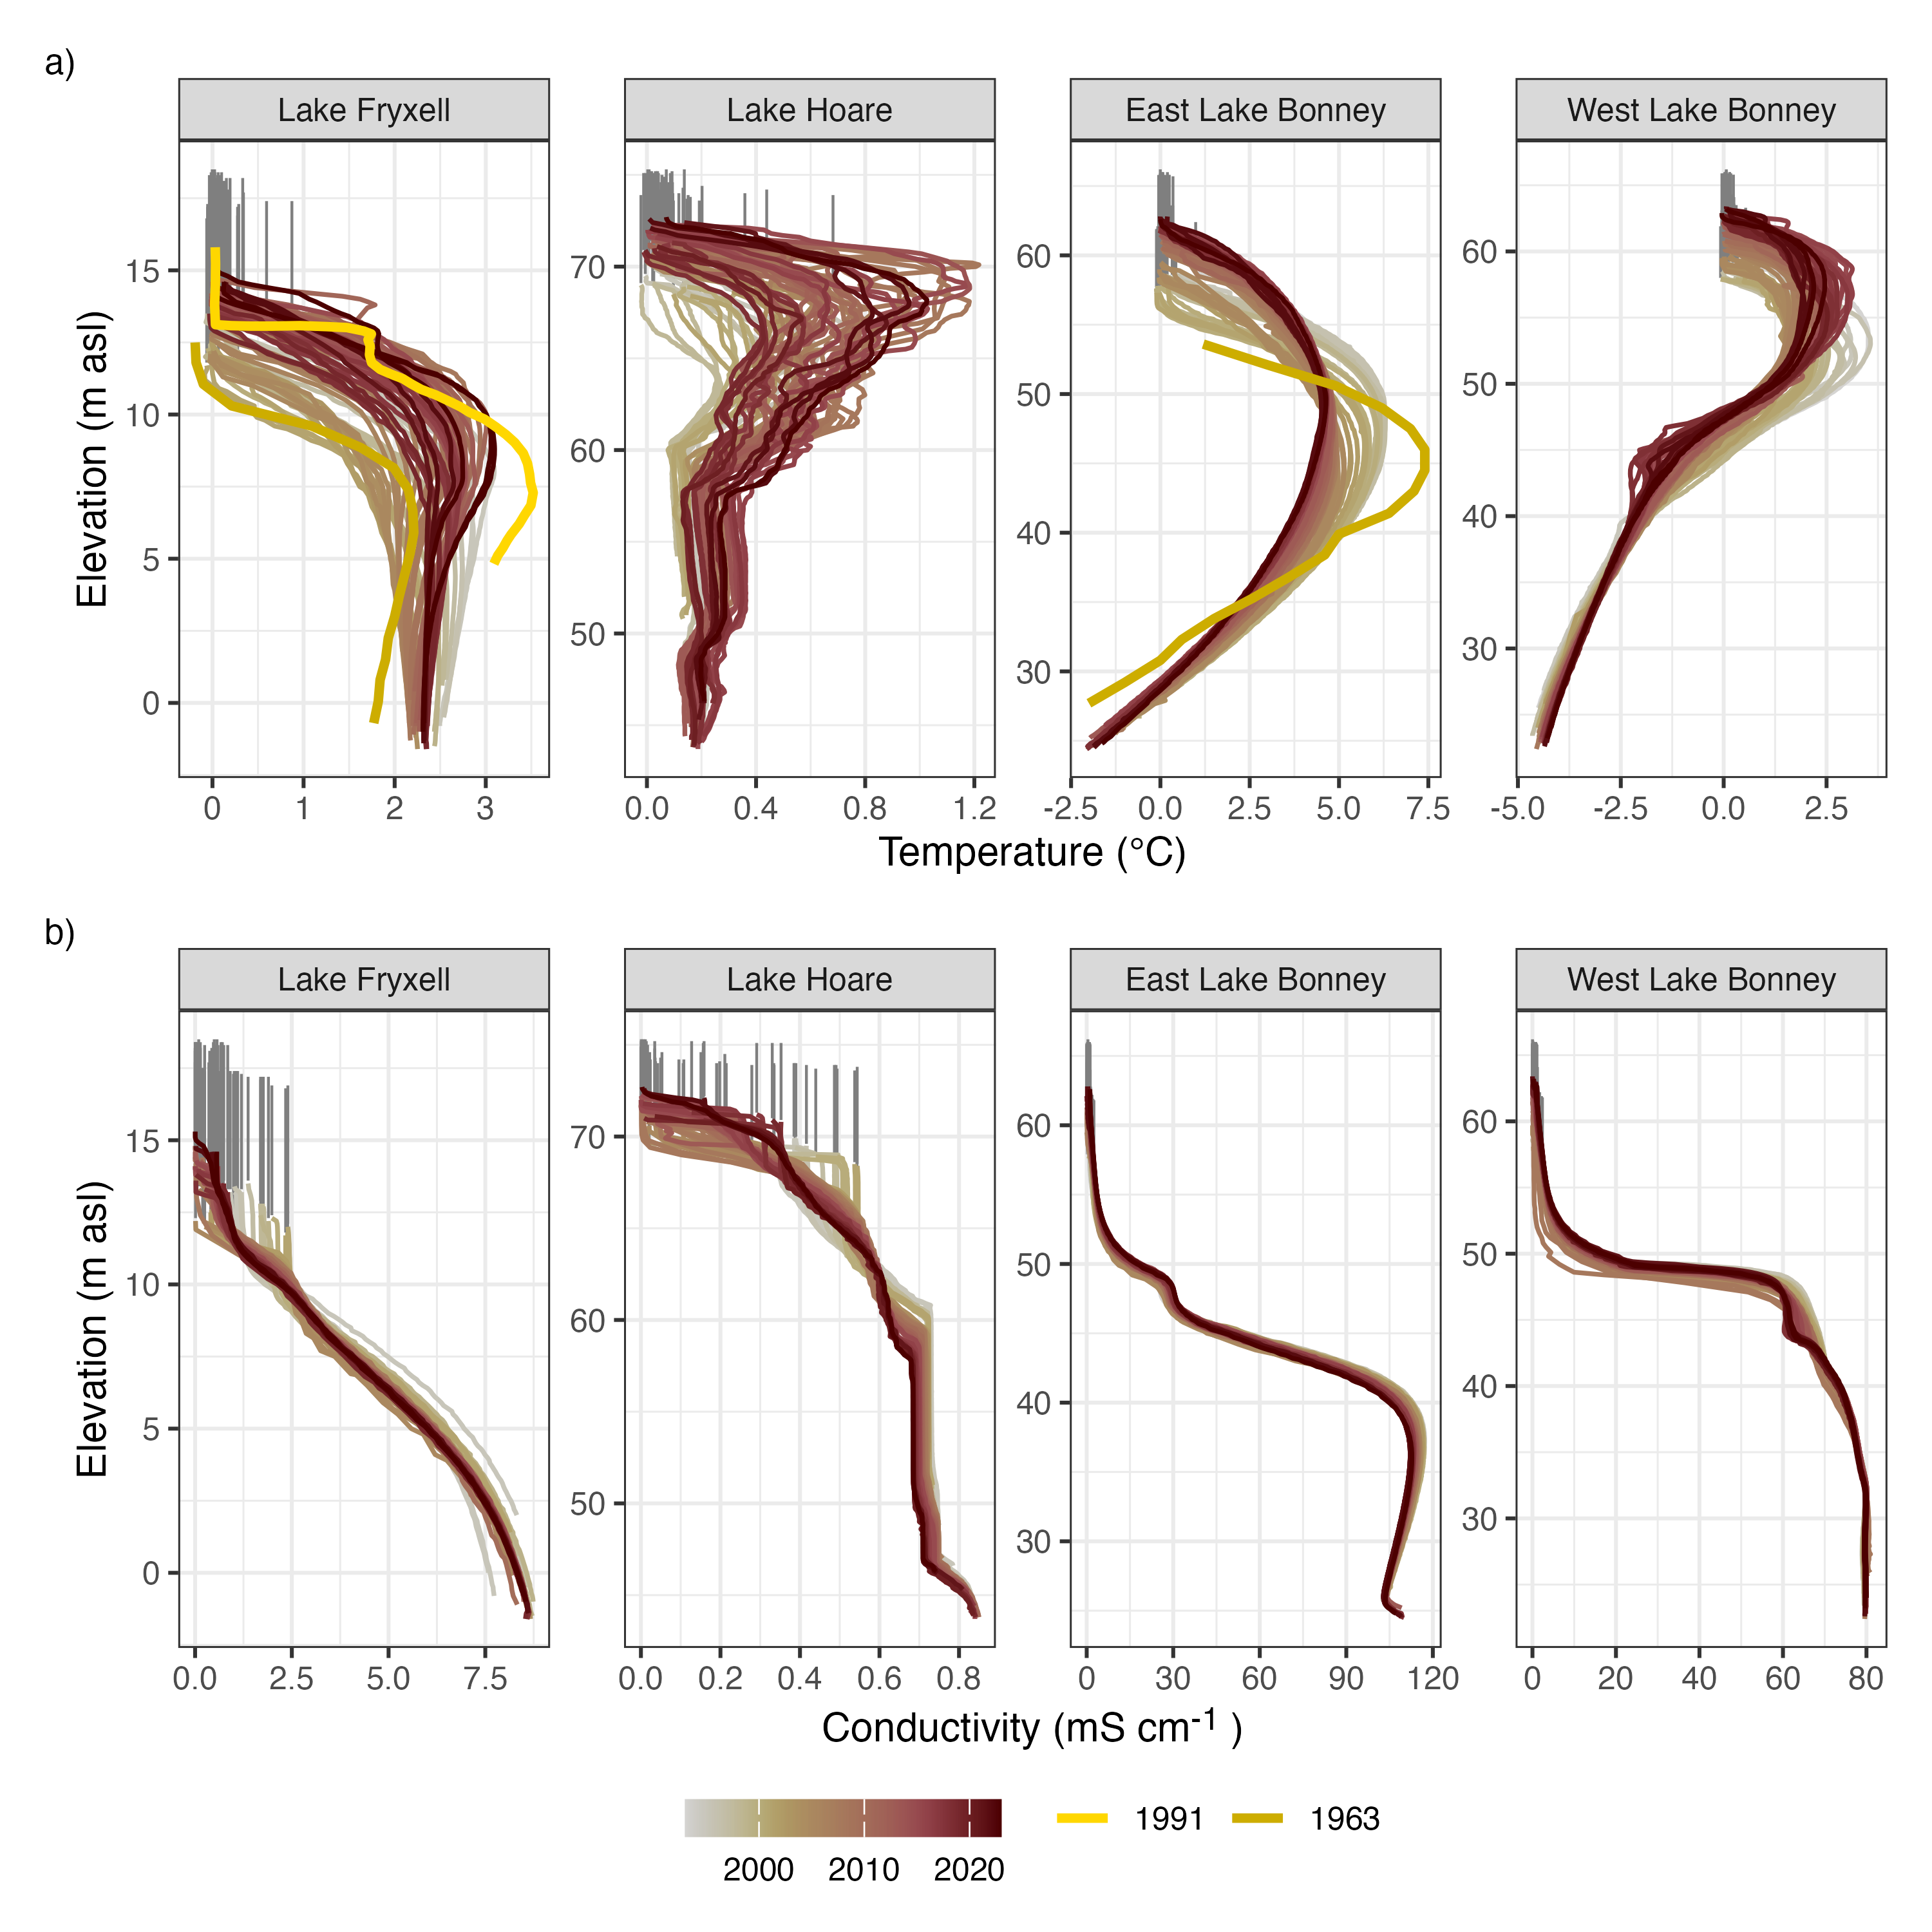 a)
Lake Fryxell
Lake Hoare
East Lake Bonney
West Lake Bonney
Elevation (m asl)
15
10
5
0
70
60
50
60
50
40
30
60
50
40
30
0 1 2 3
0.0 0.4 0.8 1.2
-2.5 0.0 2.5 5.0 7.5
-5.0 -2.5 0.0 2.5
Temperature (°C)
b)
Lake Fryxell
Lake Hoare
East Lake Bonney
West Lake Bonney
Elevation (m asl)
15
10
5
0
70
60
50
60
50
40
30
60
50
40
30
0.0 2.5 5.0 7.5
0.0 0.2 0.4 0.6 0.8
0 30 60 90 120
0 20 40 60 80
Conductivity (mS cm⁻¹ )
2000 2010 2020
1991 1963